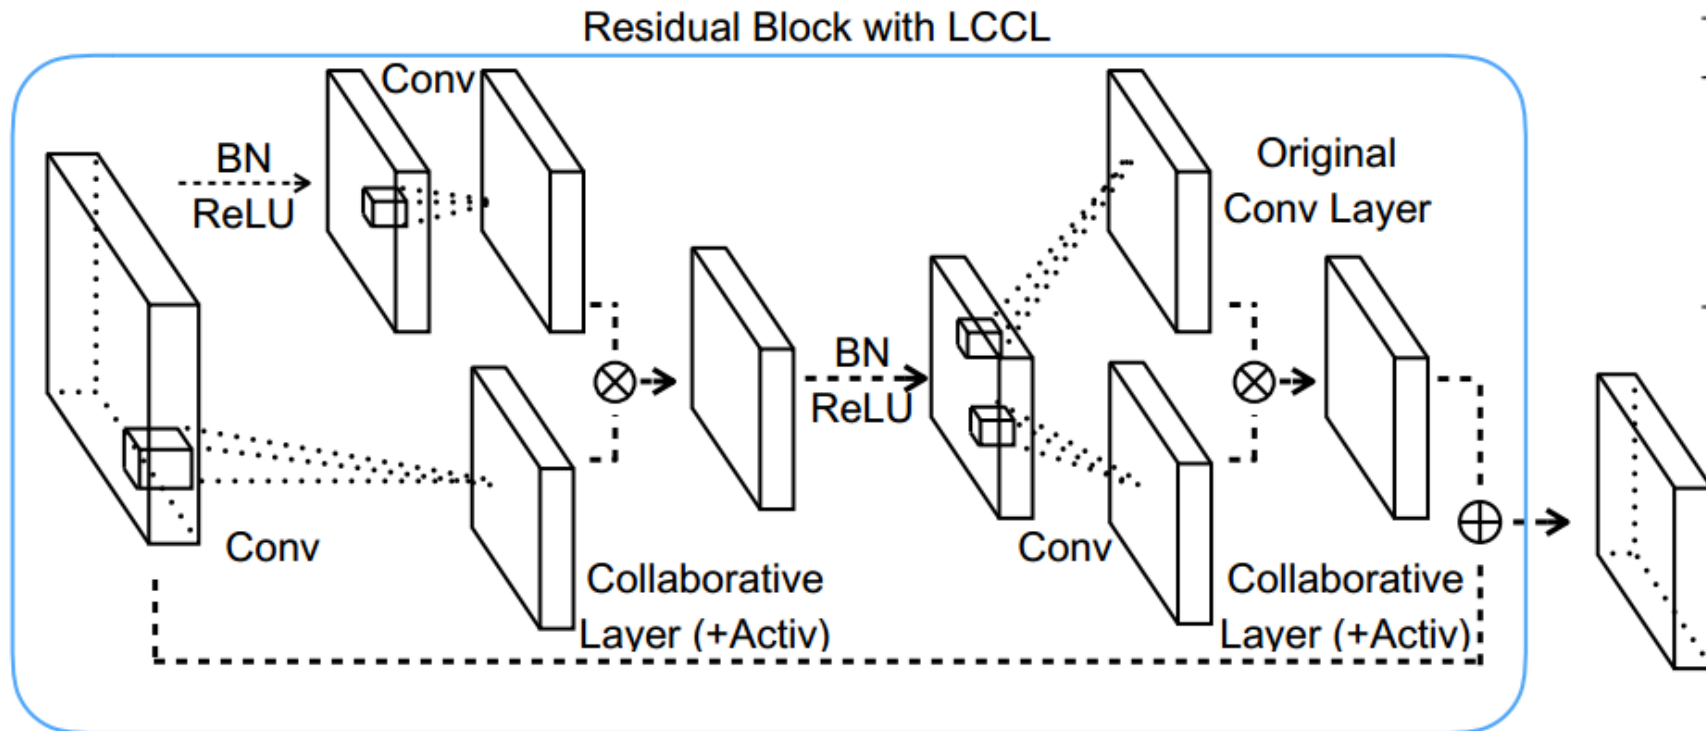 Residual Block with LCCL
Conv
BN
ReLU
Original
Conv Layer
BN
ReLU
Conv
Collaborative
Layer (+Activ)
Conv
Collaborative
Layer (+Activ)